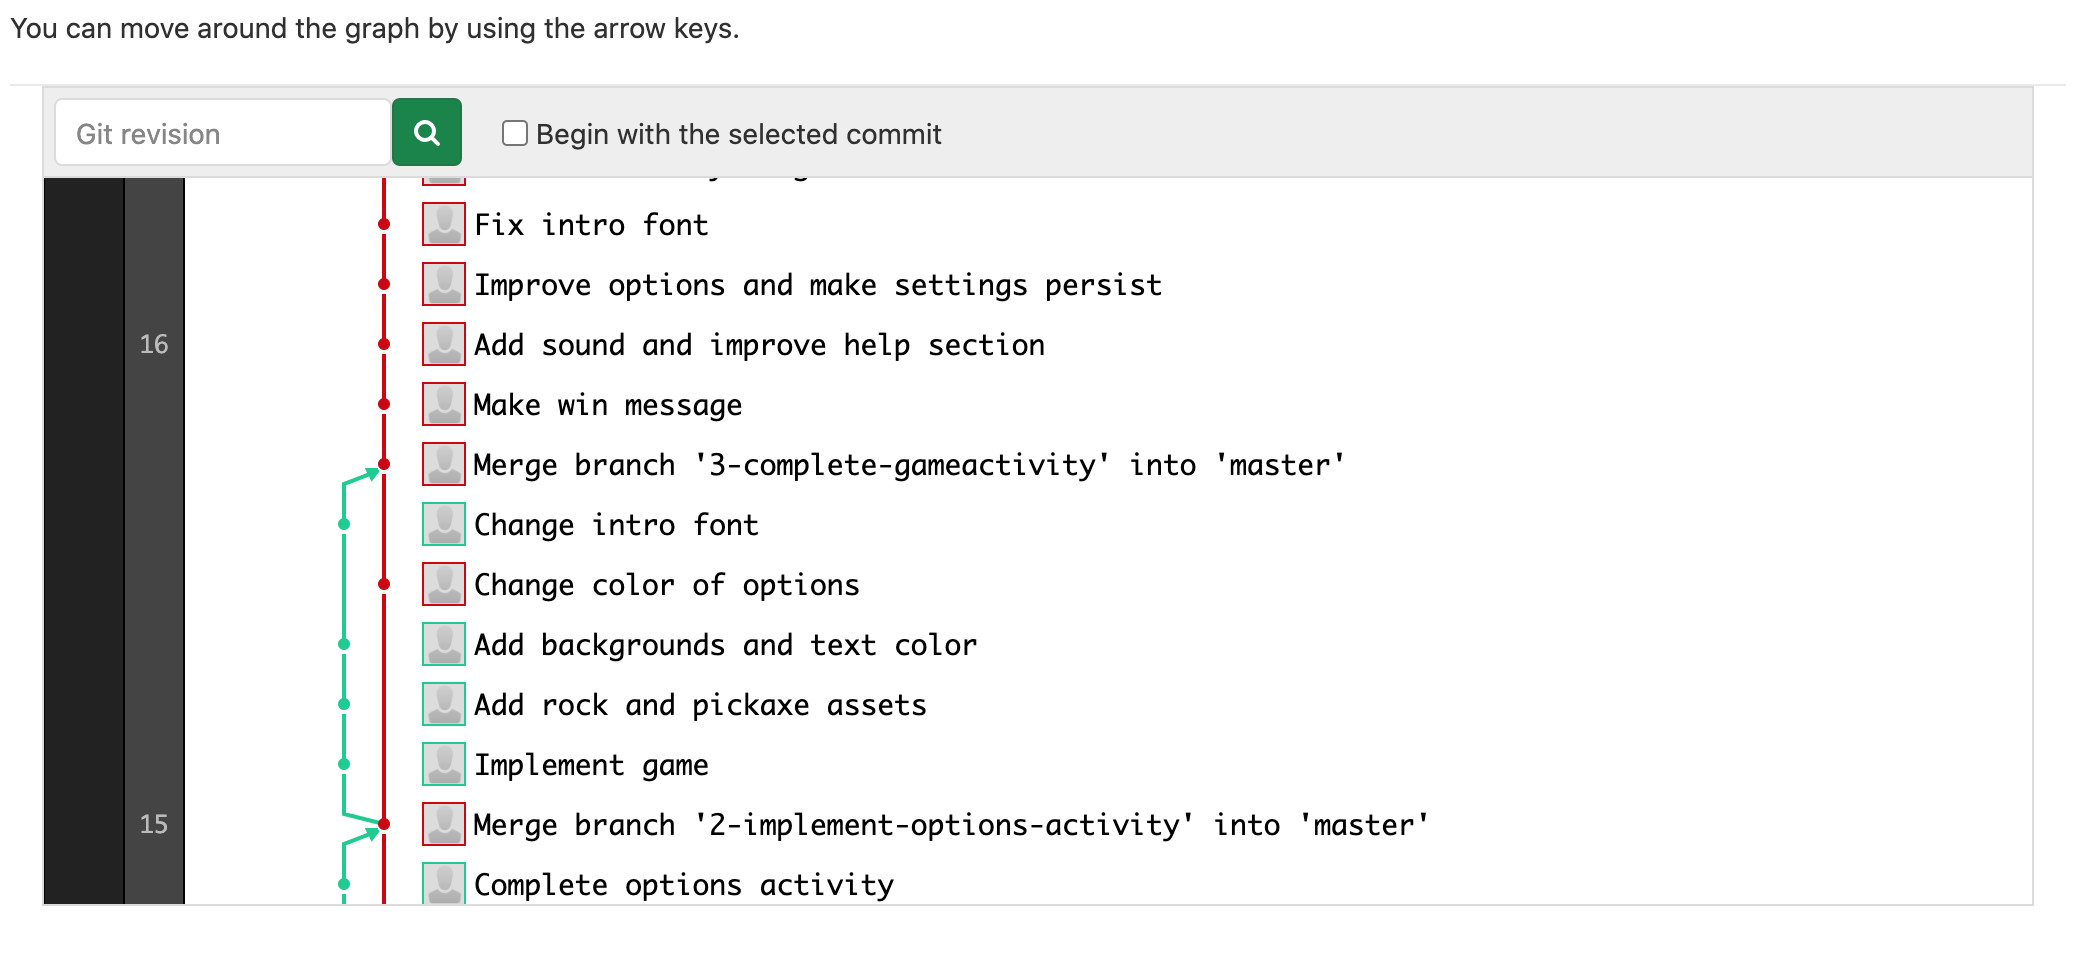 You can move around the graph by using the arrow keys.
Git revision
Begin with the selected commit
Fix intro font
Improve options and make settings persist
16
Add sound and improve help section
Make win message
Merge branch '3-complete-gameactivity' into 'master'
Change intro font
Change color of options
Add backgrounds and text color
Add rock and pickaxe assets
Implement game
15
Merge branch '2-implement-options-activity' into 'master'
Complete options activity